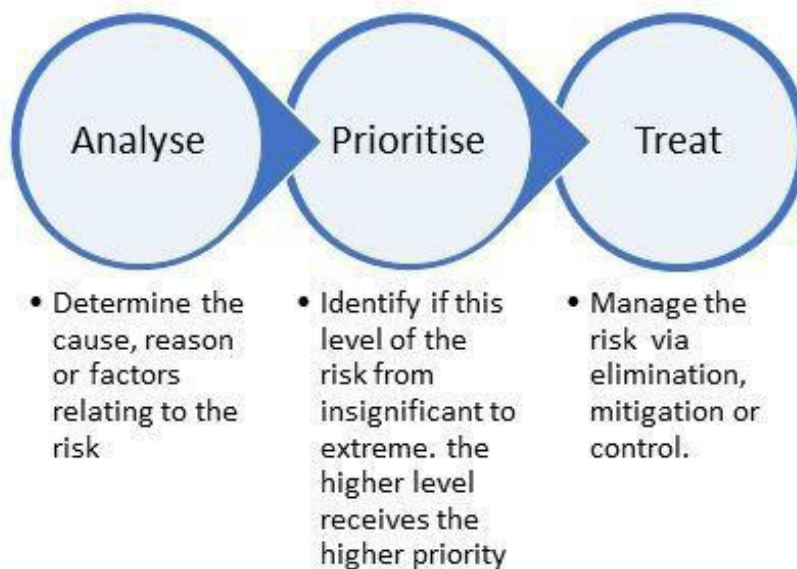 Analyse
Prioritise
Treat
• Determine the
cause, reason
or factors
relating to the
risk
• Identify if this
level of the
risk from
insignificant to
extreme. the
higher level
receives the
higher priority
• Manage the
risk via
elimination,
mitigation or
control.